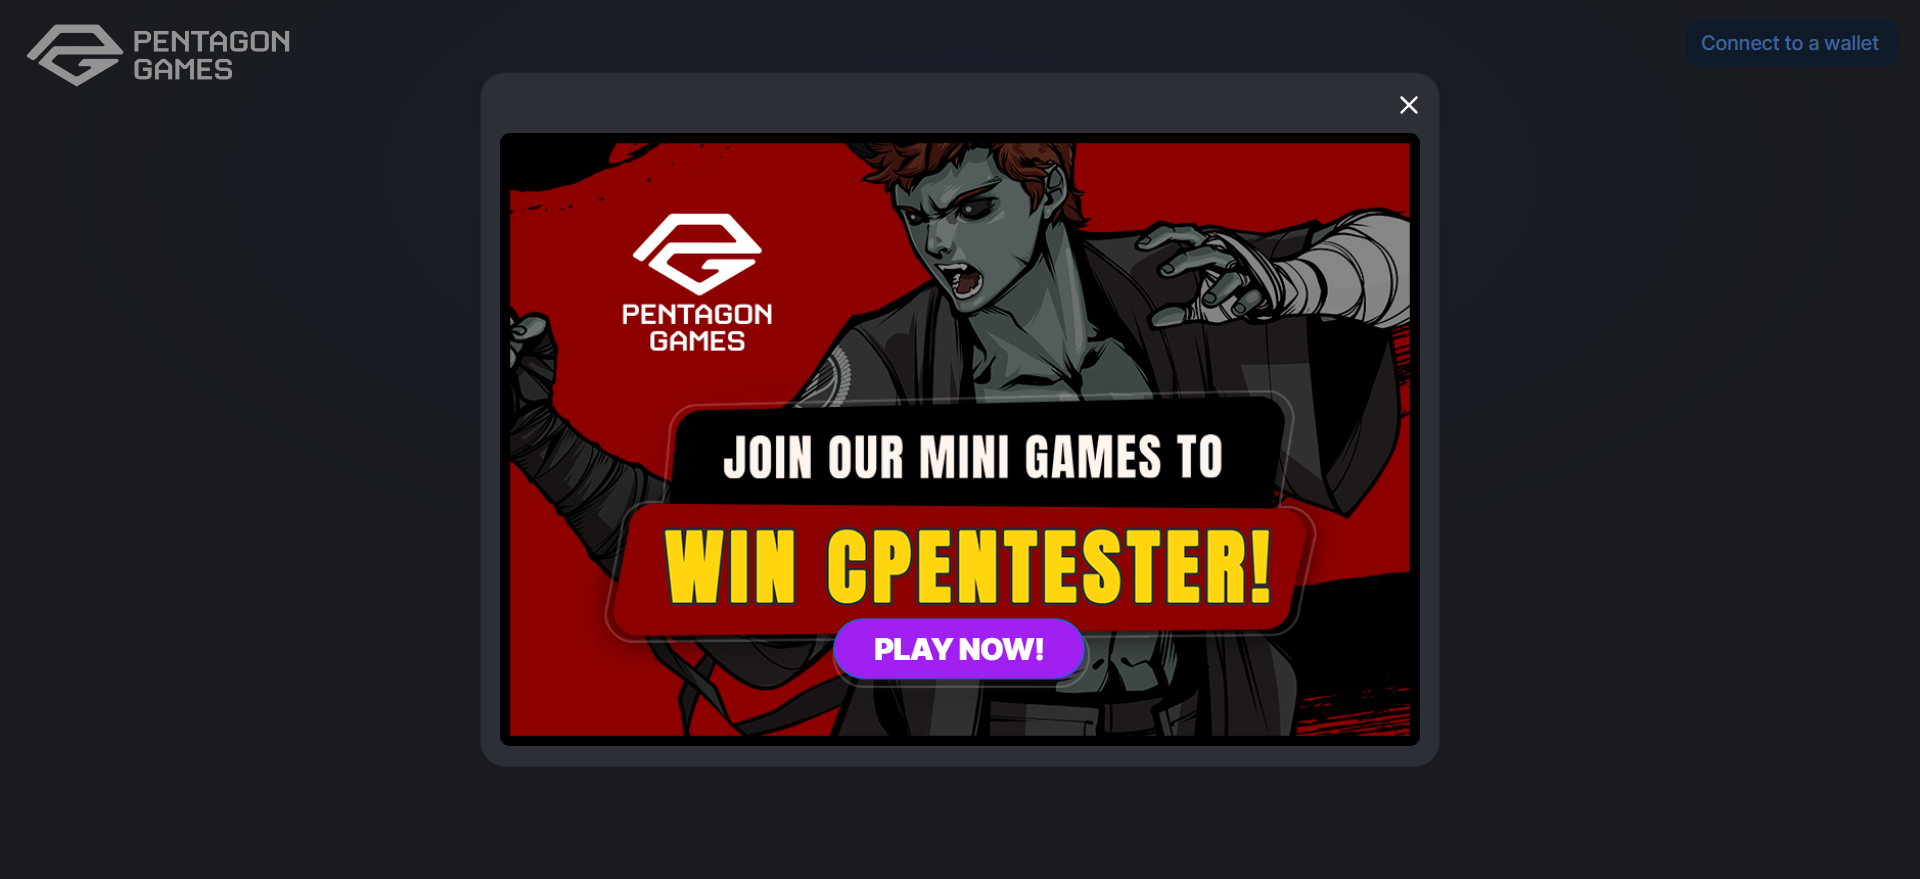 PENTAGON
GAMES
Connect to a wallet
PENTAGON
GAMES
JOIN OUR MINI GAMES TO
WIN CPENTESTER!
PLAY NOW!